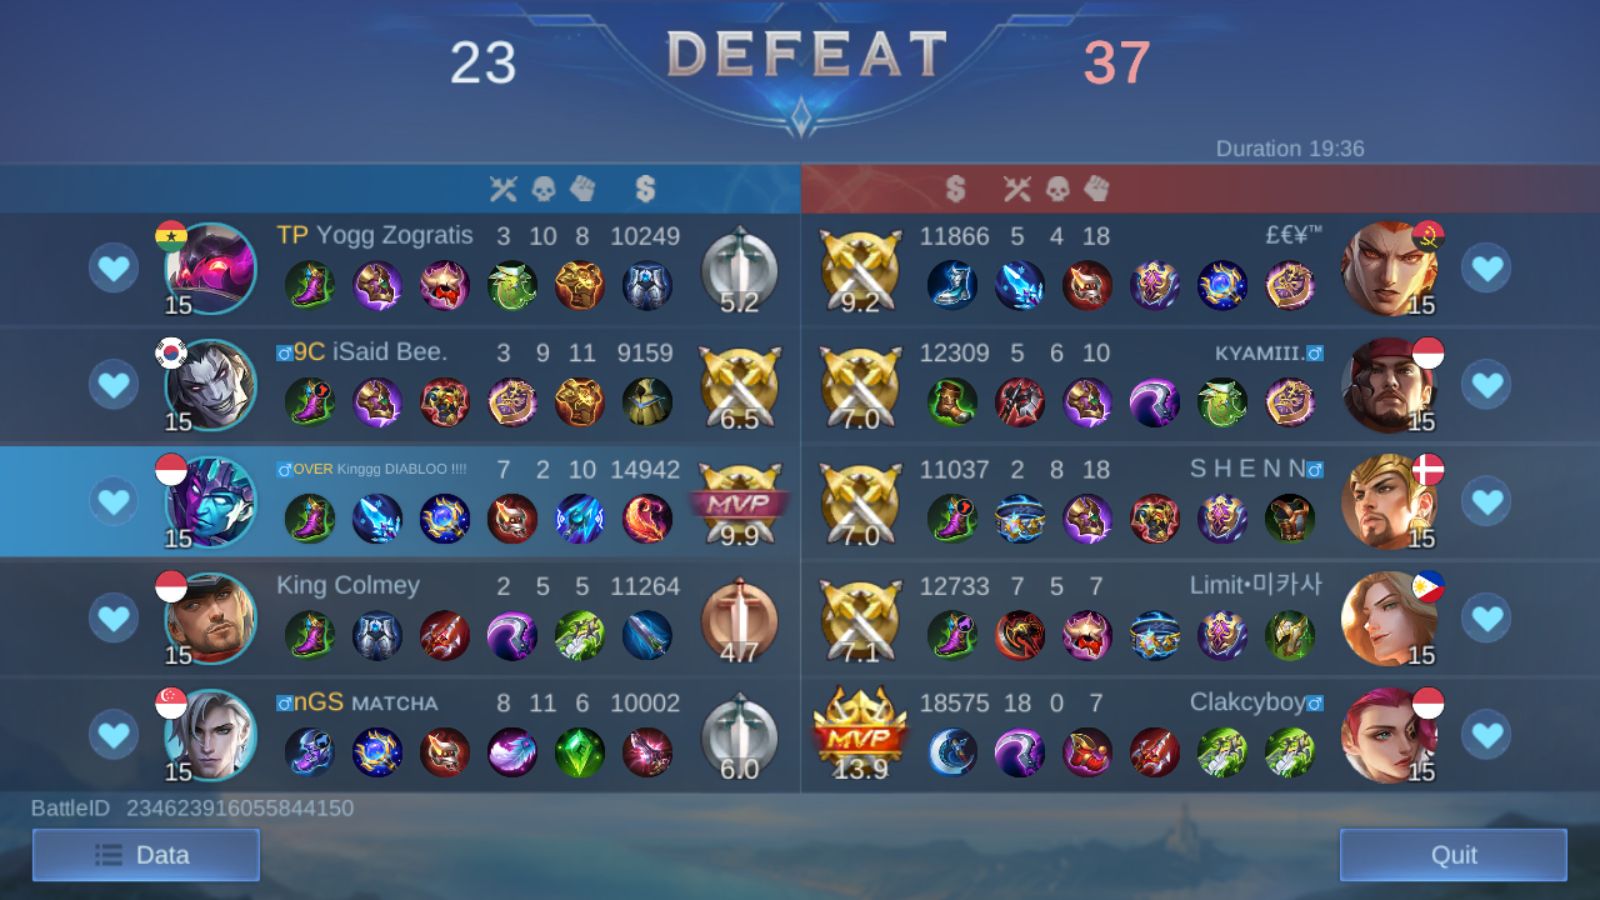 23 DEFEAT 37
Duration 19:36
TP Yogg Zogratis 3 10 8 10249
15 5.2
9.2 11866 5 4 18 £€¥™
15
9C iSaid Bee. 3 9 11 9159
15 6.5
7.0 12309 5 6 10 KYAMIII.
15
OVER Kinggg DIABLOO !!!! 7 2 10 14942
15 MVP 9.9
7.0 11037 2 8 18 S H E N N
15
King Colmey 2 5 5 11264
15 4.7
7.1 12733 7 5 7 Limit•미카사
15
nGS MATCHA 8 11 6 10002
15 6.0
MVP 13.9 18575 18 0 7 Clakcyboy
15
BattleID 234623916055844150
Data
Quit